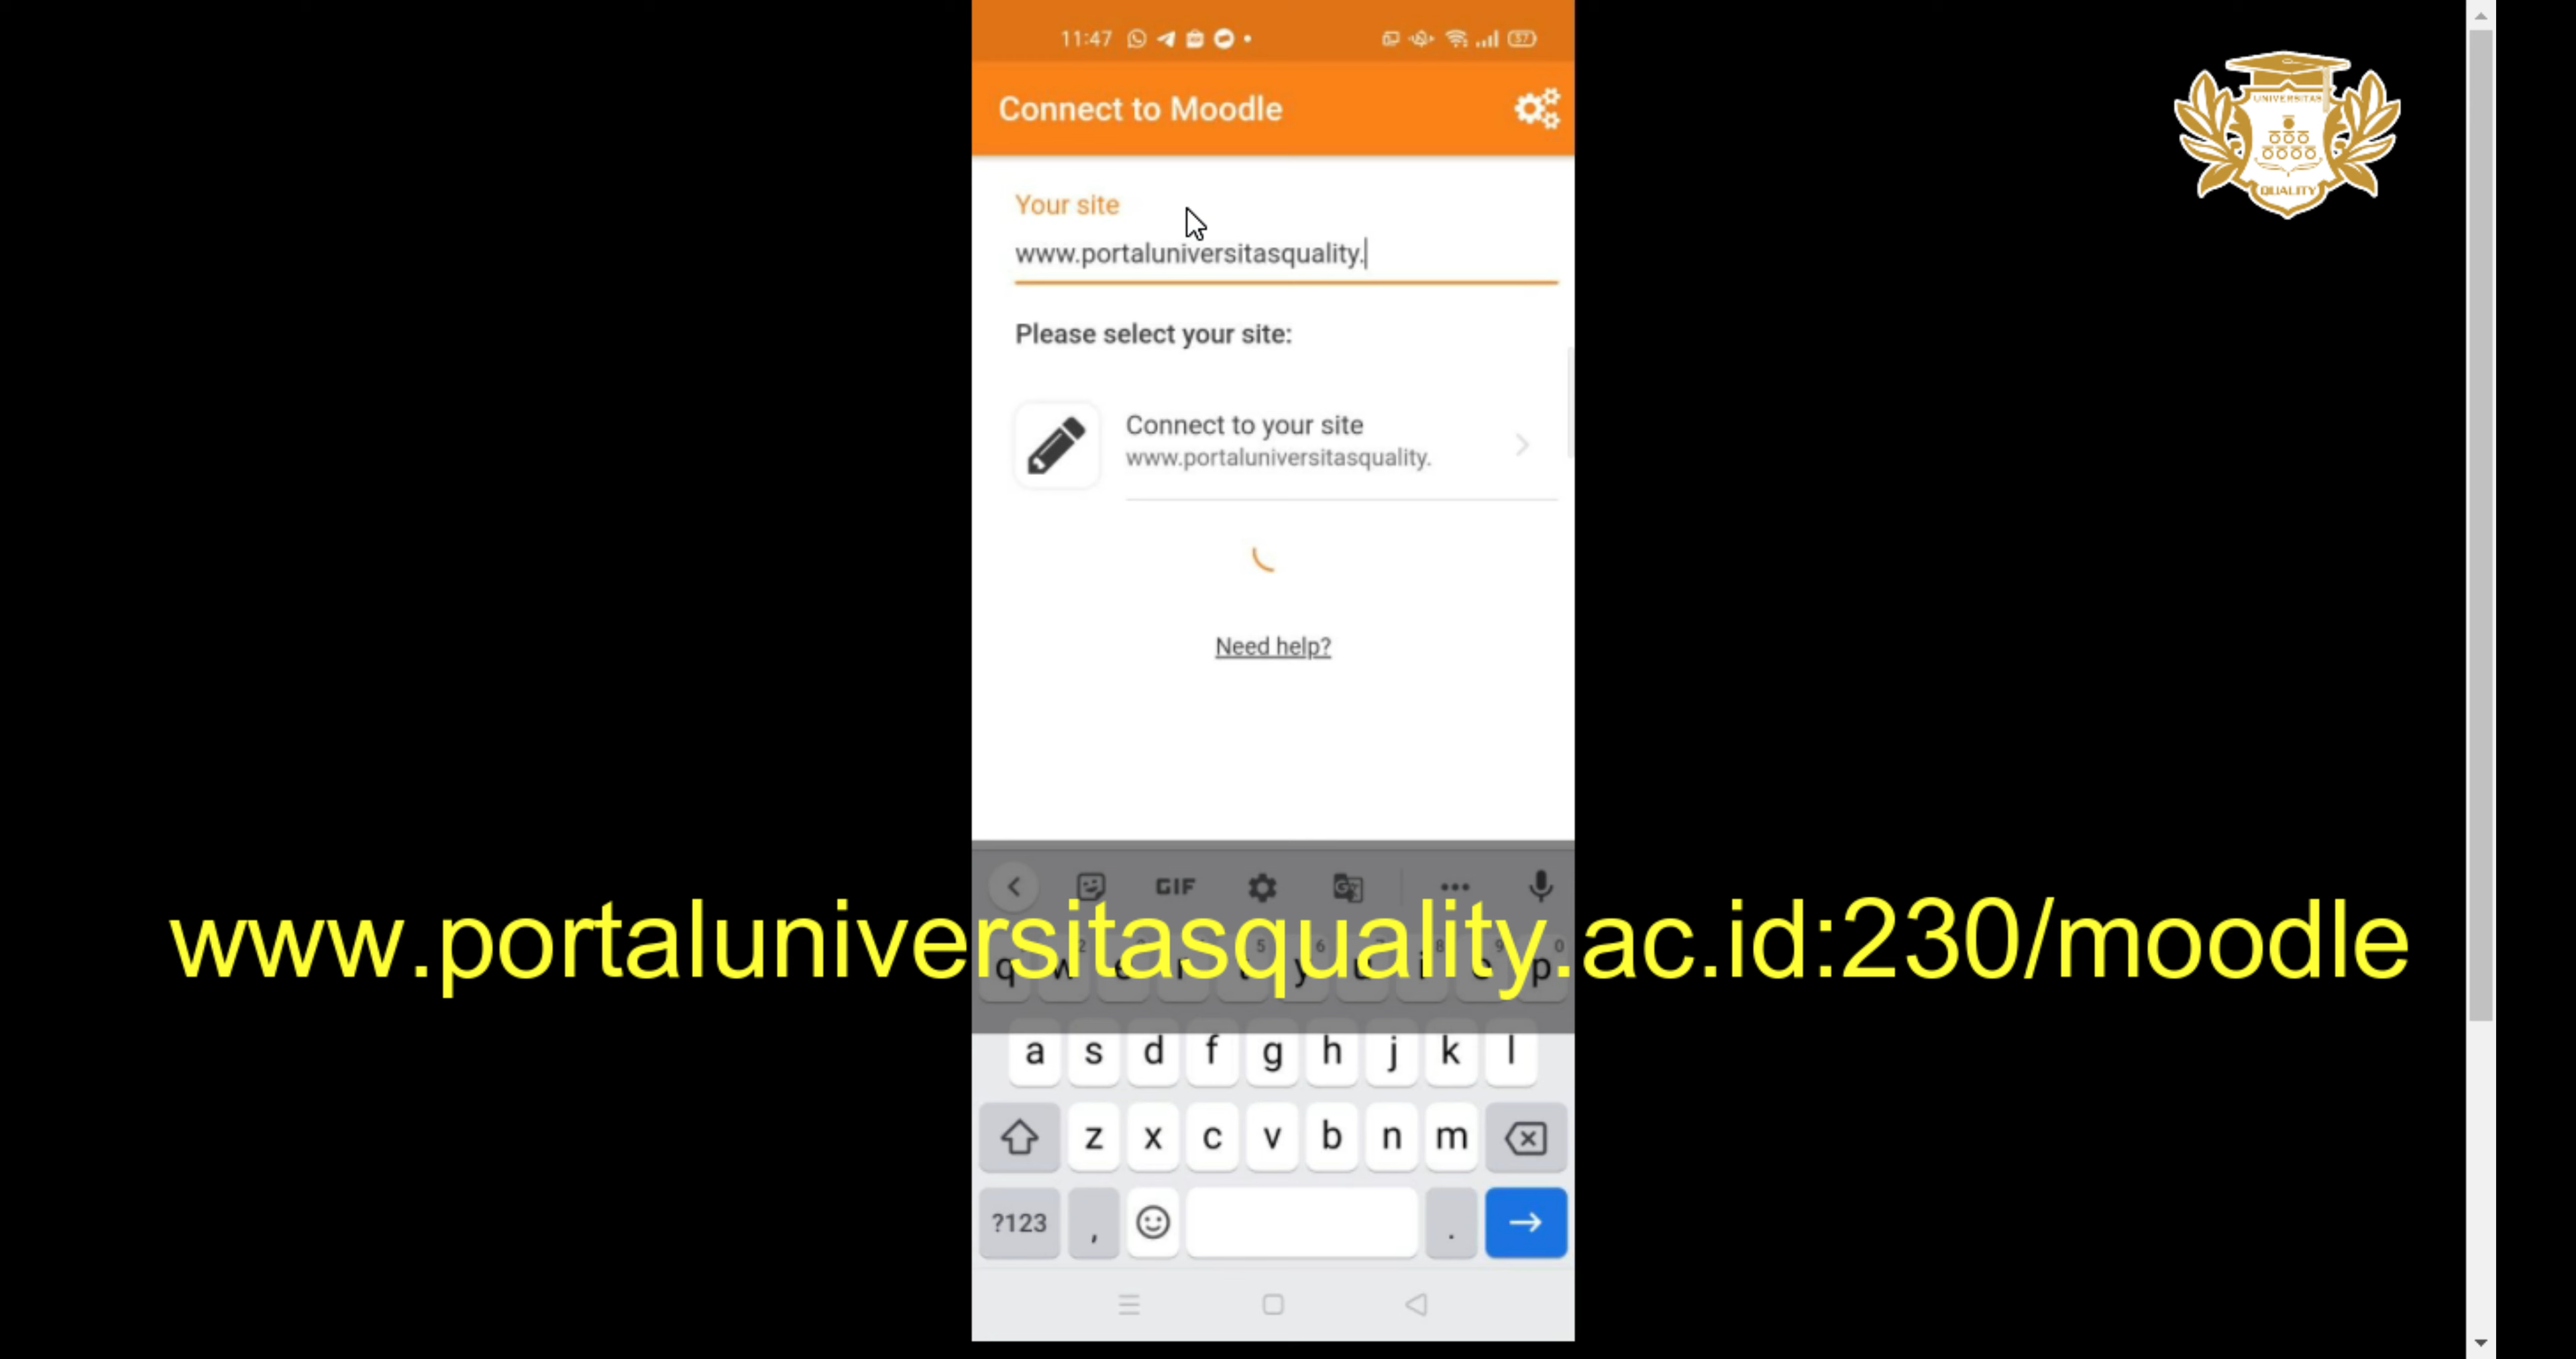 11:47
57
Connect to Moodle
UNIVERSITAS
QUALITY
Your site
www.portaluniversitasquality.
Please select your site:
Connect to your site
www.portaluniversitasquality.
Need help?
GIF
www.portaluniversitasquality.ac.id:230/moodle
q w e r t y u i o p
a s d f g h j k l
z x c v b n m
?123 , .